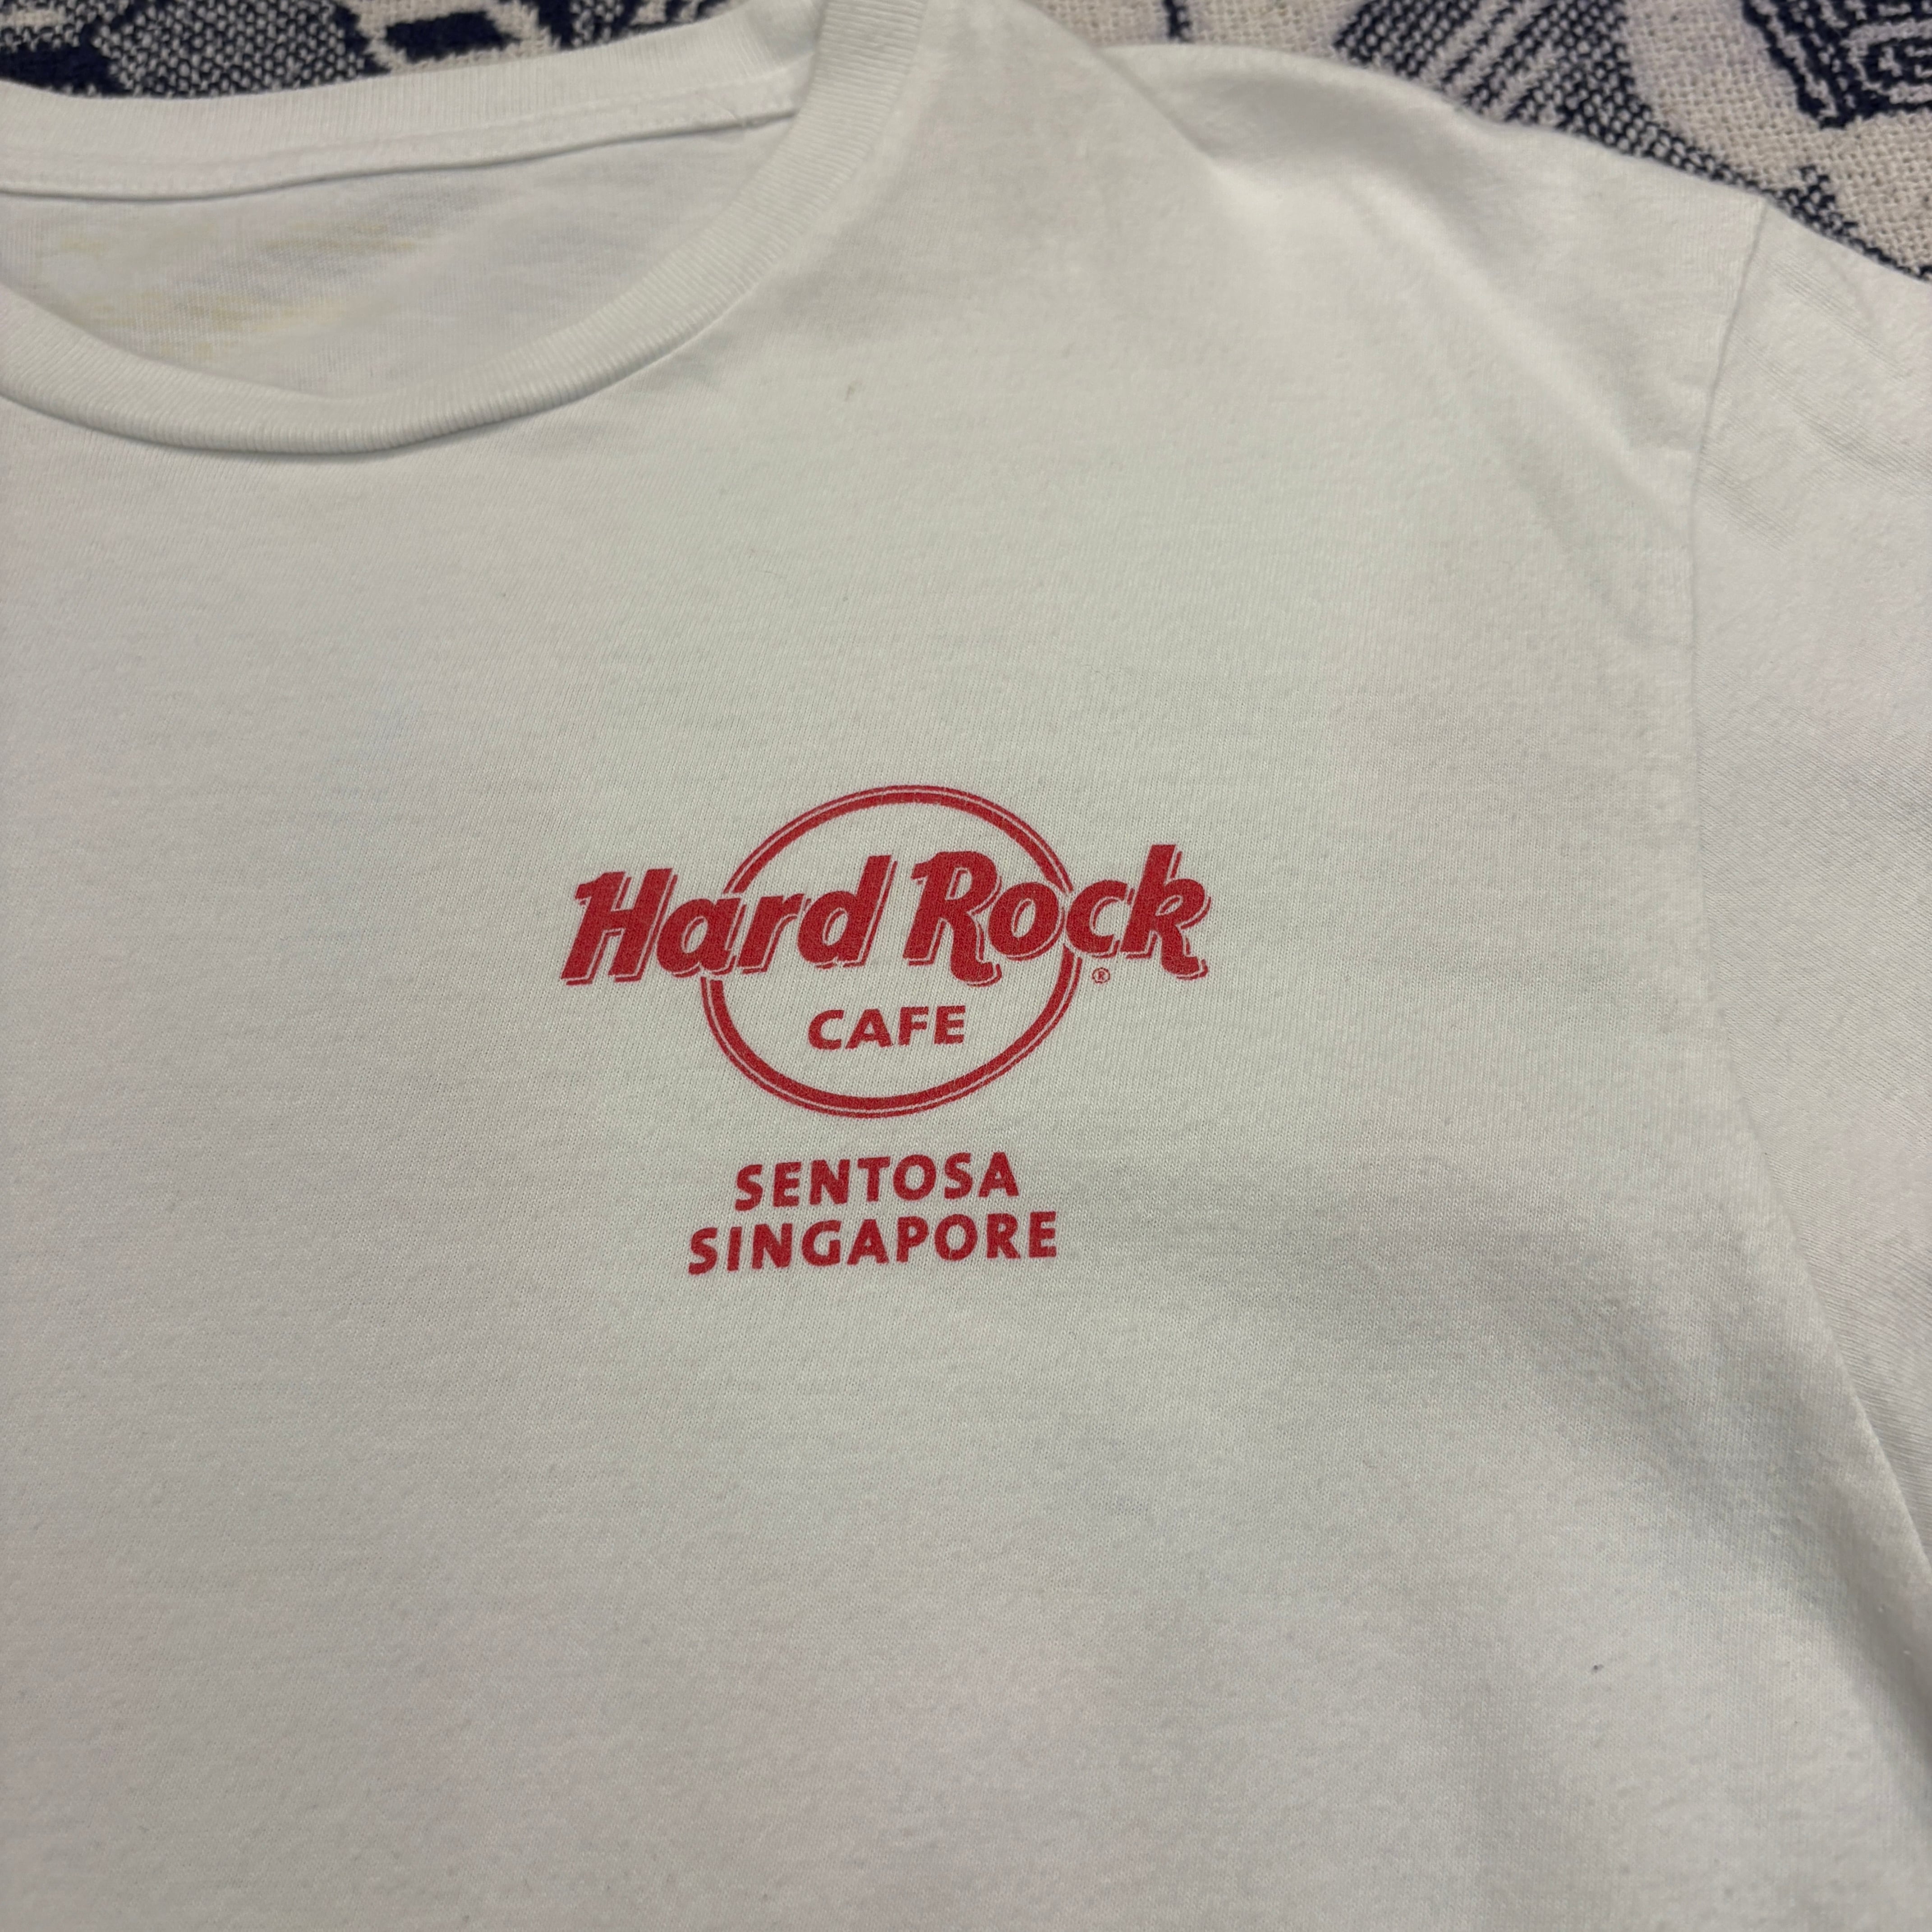 Hard Rock
®
CAFE
SENTOSA
SINGAPORE